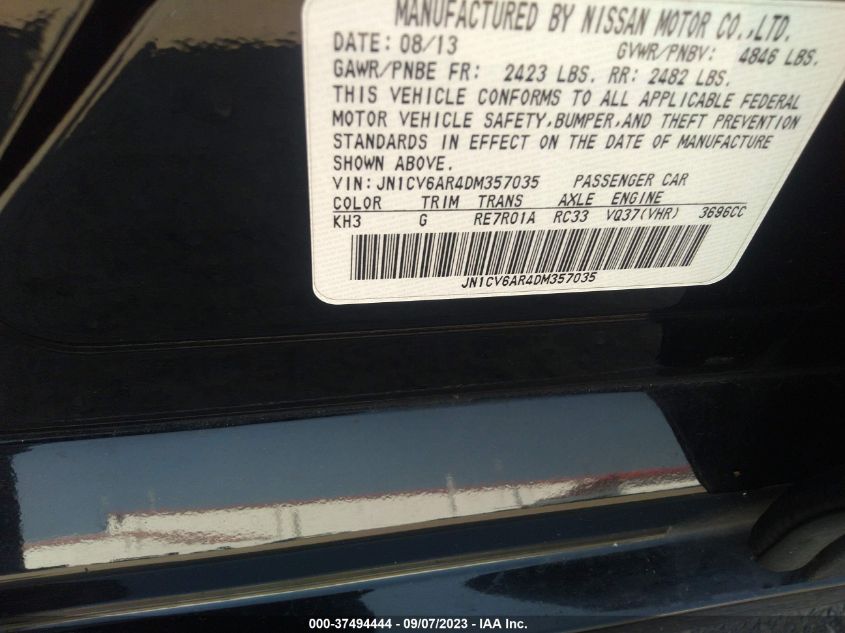 MANUFACTURED BY NISSAN MOTOR CO.,LTD.
DATE: 08/13 GVWR/PNBV: 4846 LBS.
GAWR/PNBE FR: 2423 LBS. RR: 2482 LBS.
THIS VEHICLE CONFORMS TO ALL APPLICABLE FEDERAL
MOTOR VEHICLE SAFETY,BUMPER,AND THEFT PREVENTION
STANDARDS IN EFFECT ON THE DATE OF MANUFACTURE
SHOWN ABOVE.
VIN: JN1CV6AR4DM357035 PASSENGER CAR
COLOR TRIM TRANS AXLE ENGINE
KH3 G RE7R01A RC33 VQ37(VHR) 3696CC
JN1CV6AR4DM357035
000-37494444 - 09/07/2023 - IAA Inc.